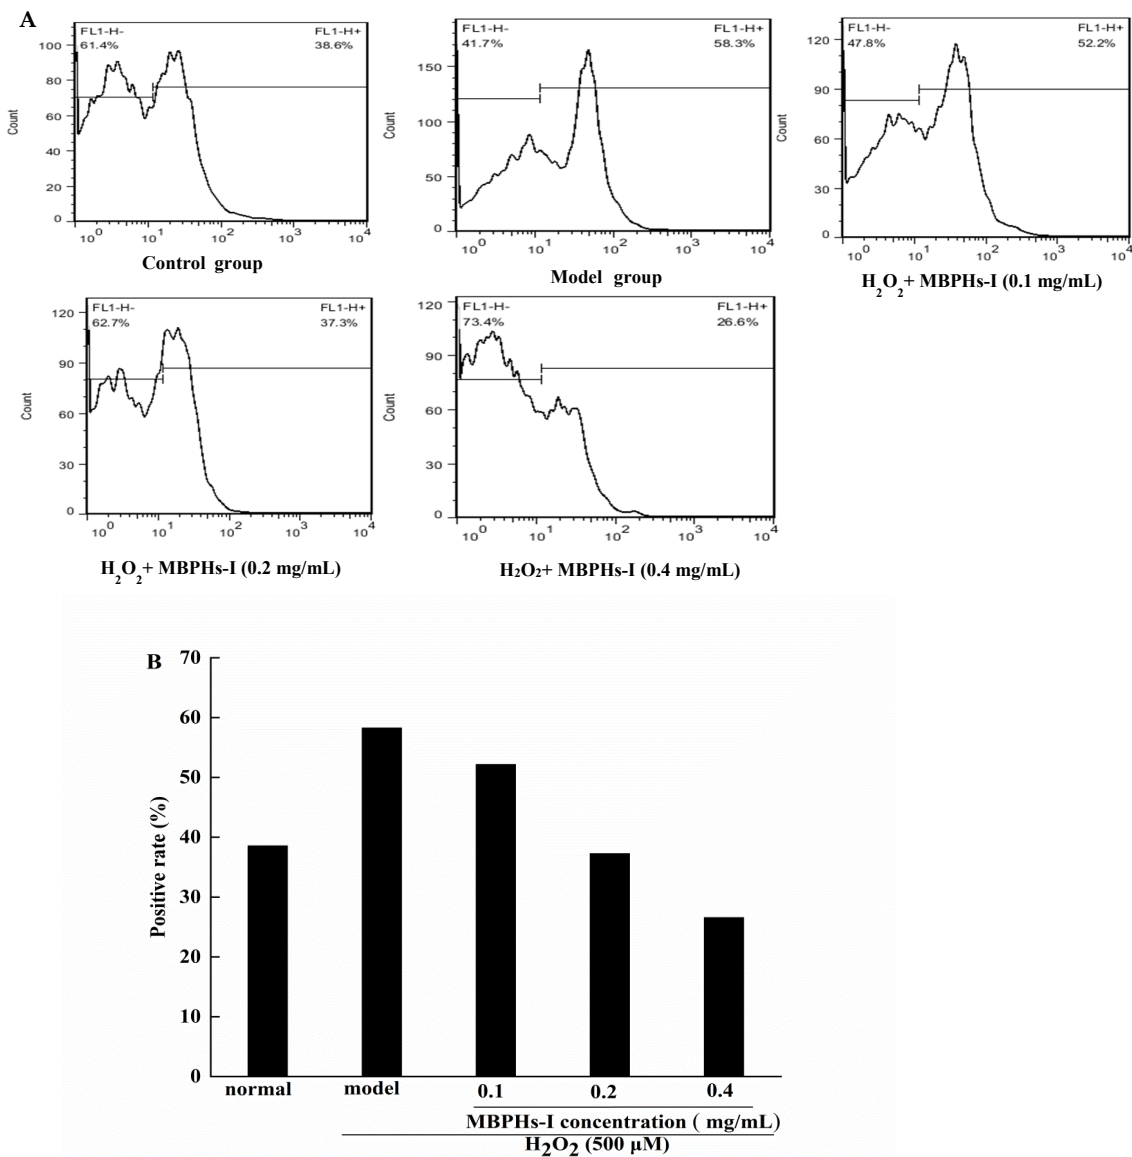 A
FL1-H-
61.4%
FL1-H+
38.6%
100
80
60
40
20
0
Count
10^0 10^1 10^2 10^3 10^4
Control group
FL1-H-
41.7%
FL1-H+
58.3%
150
100
50
0
Count
10^0 10^1 10^2 10^3 10^4
Model group
FL1-H-
47.8%
FL1-H+
52.2%
120
90
60
30
0
Count
10^0 10^1 10^2 10^3 10^4
H2O2+ MBPHs-I (0.1 mg/mL)
FL1-H-
62.7%
FL1-H+
37.3%
120
90
60
30
0
Count
10^0 10^1 10^2 10^3 10^4
H2O2+ MBPHs-I (0.2 mg/mL)
FL1-H-
73.4%
FL1-H+
26.6%
120
90
60
30
0
Count
10^0 10^1 10^2 10^3 10^4
H2O2+ MBPHs-I (0.4 mg/mL)
B
70
60
50
40
30
20
10
0
Positive rate (%)
normal model 0.1 0.2 0.4
MBPHs-I concentration ( mg/mL)
H2O2 (500 μM)